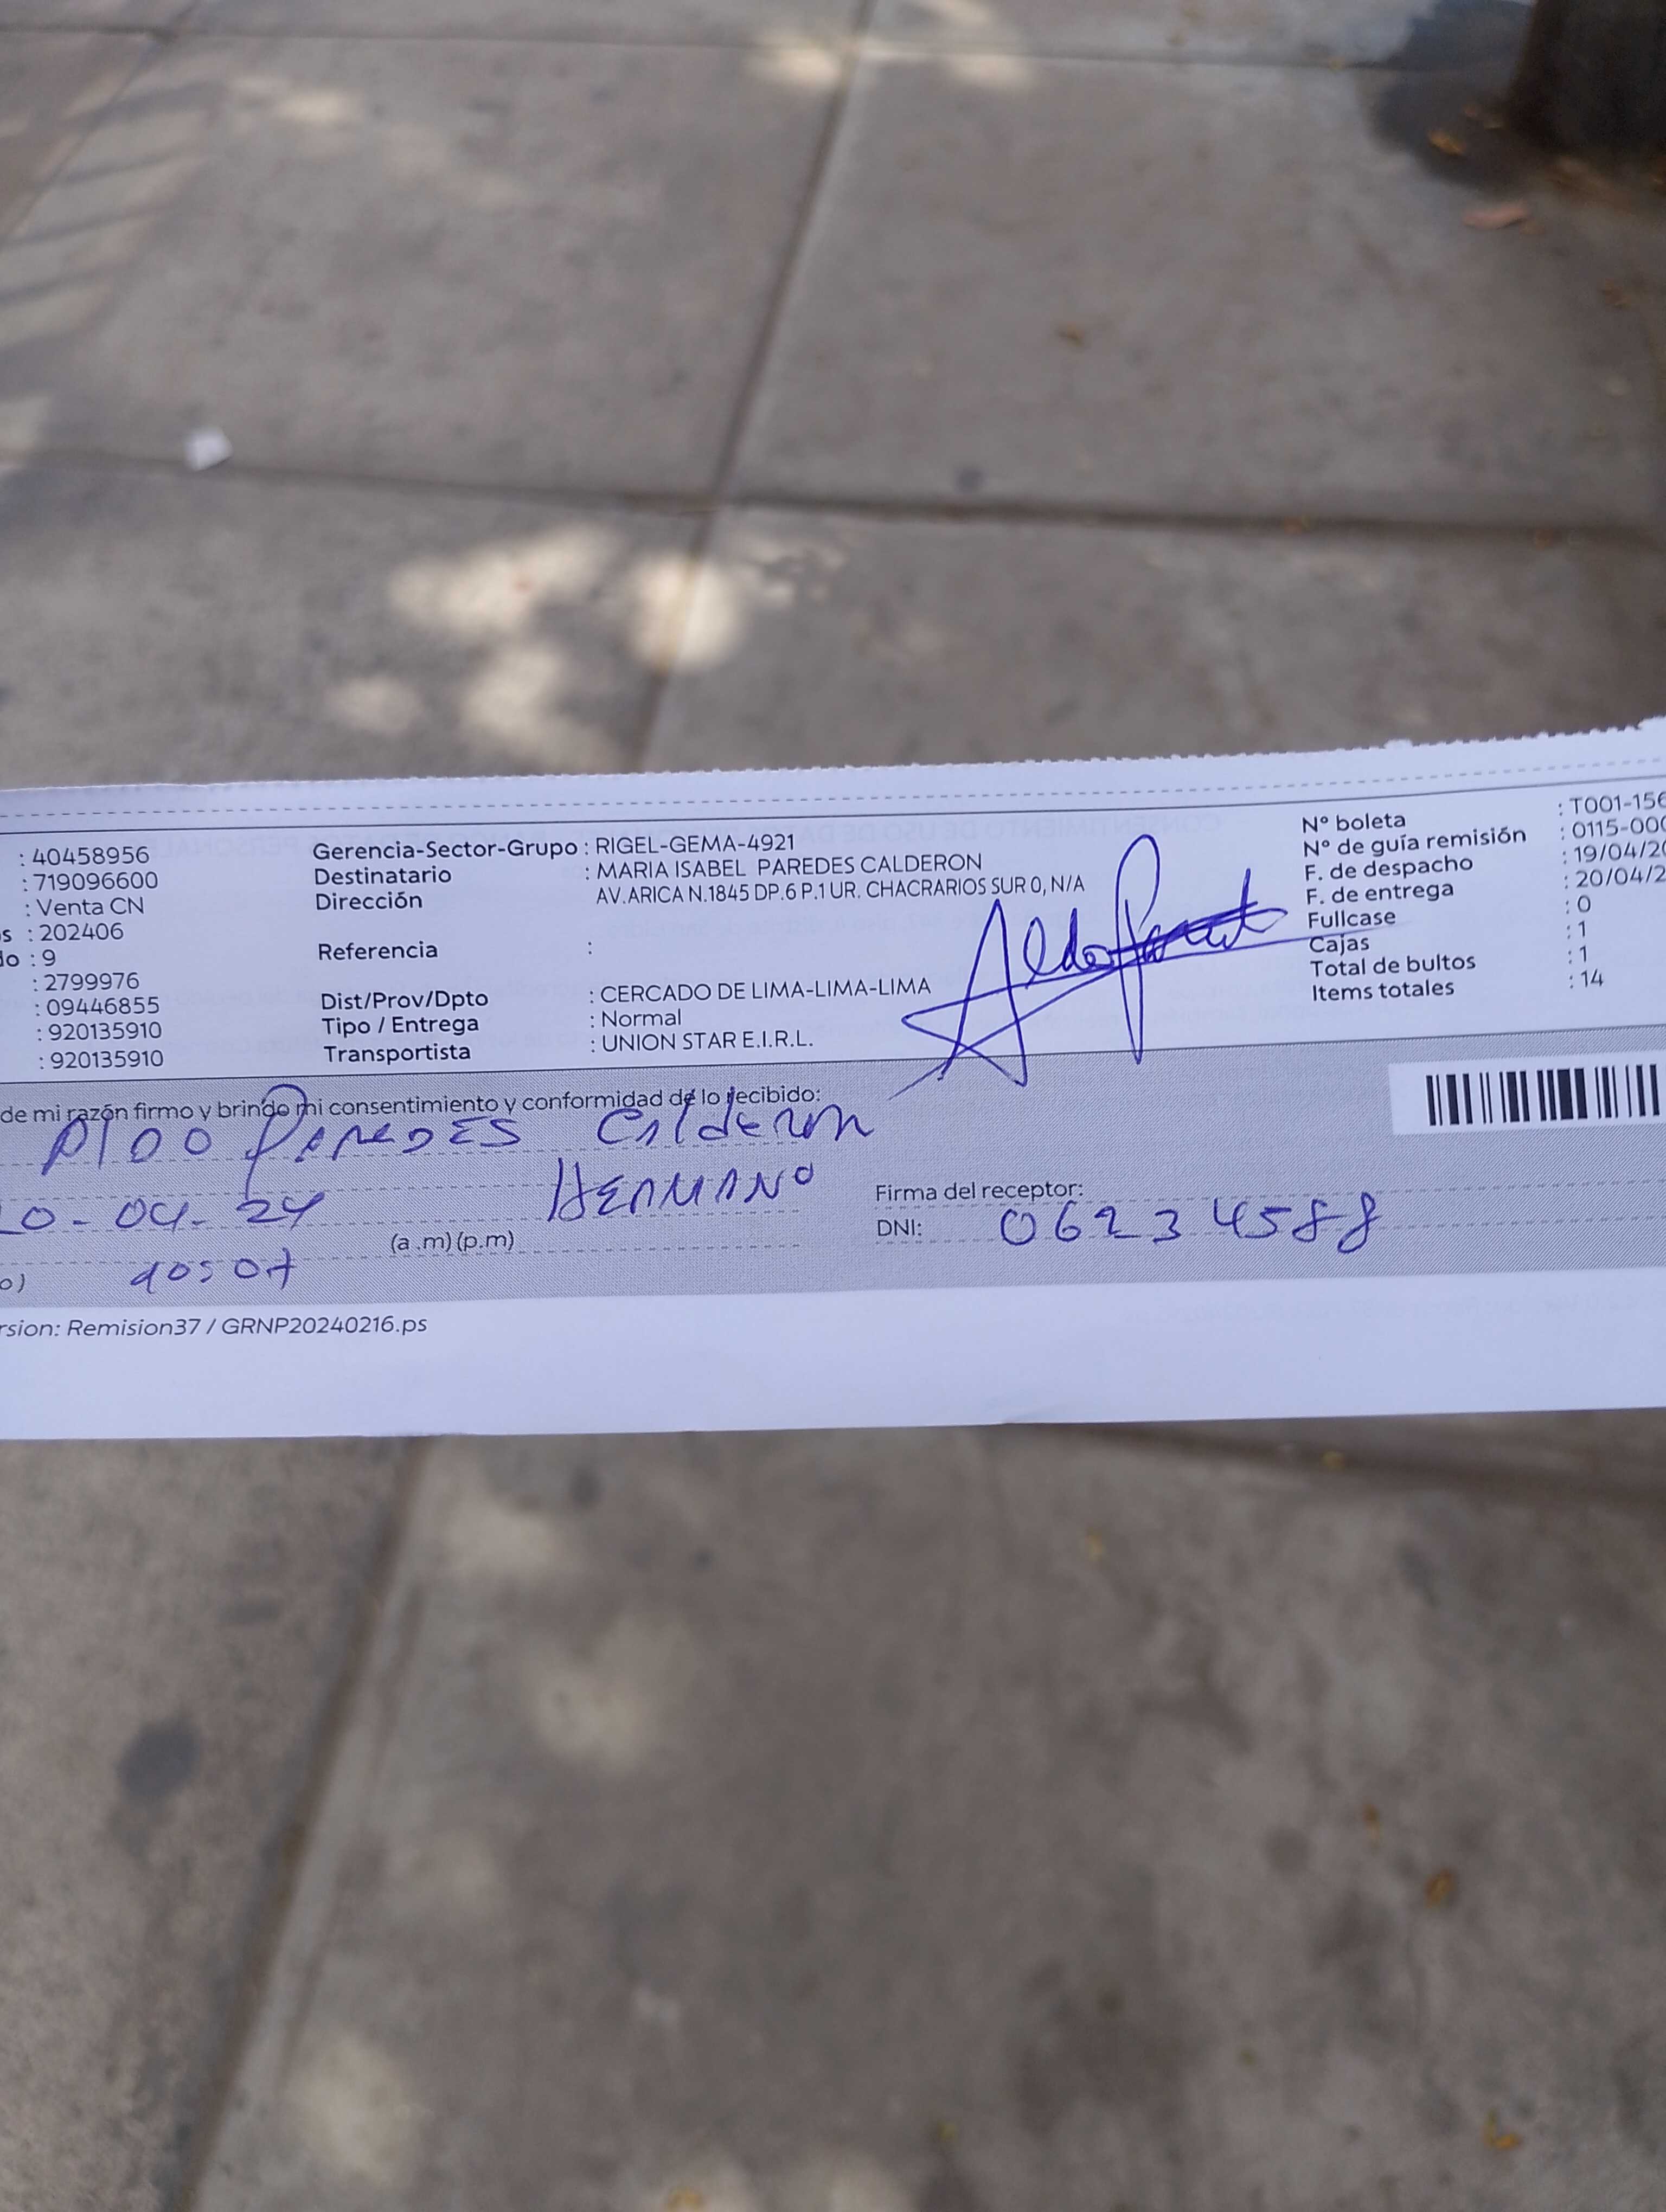 : 40458956
: 719096600
: Venta CN
s : 202406
do : 9
: 2799976
: 09446855
: 920135910
: 920135910
Gerencia-Sector-Grupo : RIGEL-GEMA-4921
Destinatario : MARIA ISABEL PAREDES CALDERON
Dirección AV.ARICA N.1845 DP.6 P.1 UR. CHACRARIOS SUR 0, N/A
Referencia :
Dist/Prov/Dpto : CERCADO DE LIMA-LIMA-LIMA
Tipo / Entrega : Normal
Transportista : UNION STAR E.I.R.L.
Nº boleta : T001-156
Nº de guía remisión : 0115-000
F. de despacho : 19/04/20
F. de entrega : 20/04/2
Fullcase : 0
Cajas : 1
Total de bultos : 1
Items totales : 14
de mi razón firmo y brindo mi consentimiento y conformidad de lo recibido:
PAREDES Calderon
0-04-24 HERMANO
Firma del receptor:
(a.m) (p.m)
DNI: 06234588
o)
rsion: Remision37 / GRNP20240216.ps